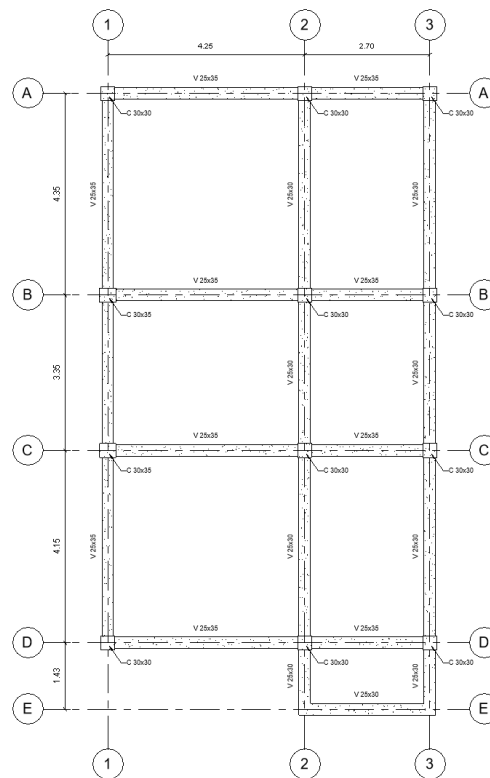 1 2 3
4.25 2.70
V 25x35 V 25x35
A A
C 30x30 C 30x30 C 30x30
4.35 V 25x35 V 25x30 V 25x30
V 25x35 V 25x35
B B
C 30x35 C 30x30 C 30x30
3.35 V 25x30 V 25x30
V 25x35 V 25x35
C C
C 30x35 C 30x30 C 30x30
4.15 V 25x35 V 25x30 V 25x30
V 25x35 V 25x35
D D
C 30x30 C 30x30 C 30x30
1.43 V 25x30 V 25x30
V 25x30
E E
1 2 3